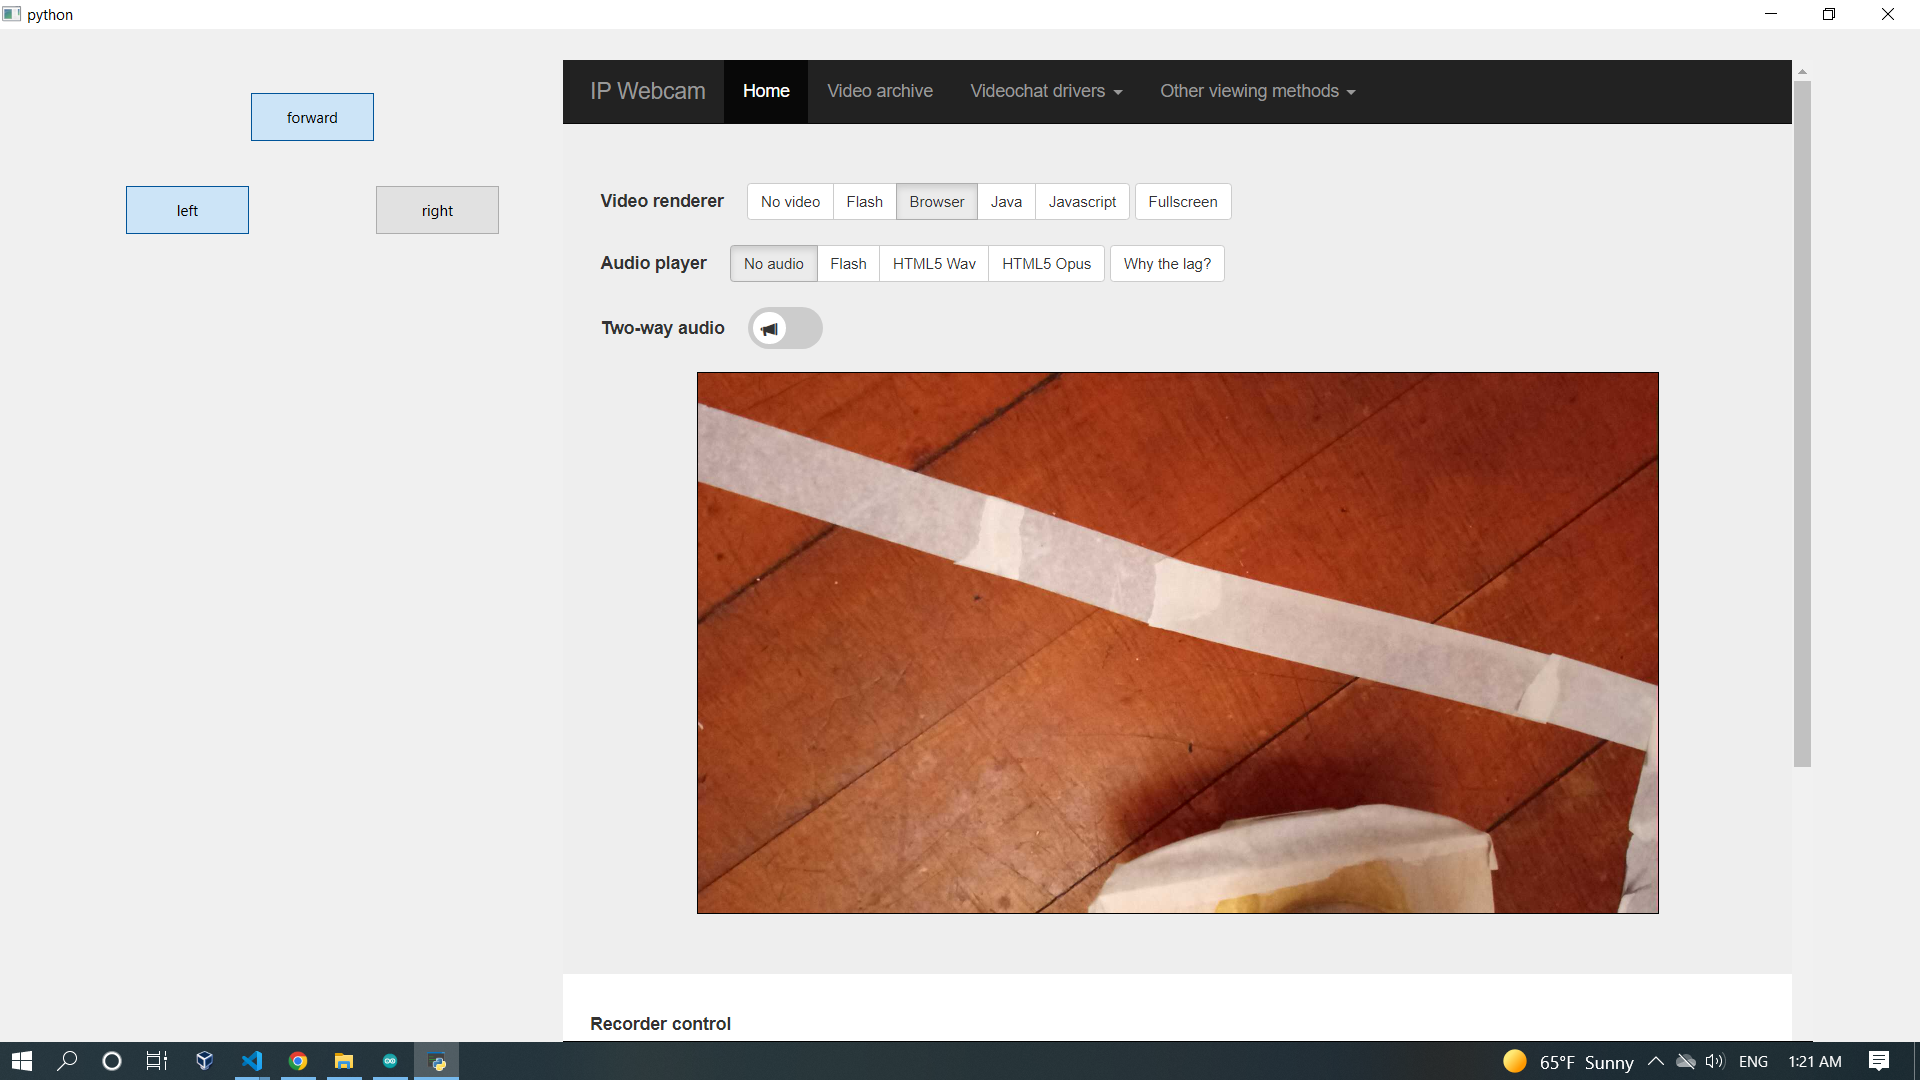 python
forward
left
right
IP Webcam Home Video archive Videochat drivers Other viewing methods
Video renderer No video Flash Browser Java Javascript Fullscreen
Audio player No audio Flash HTML5 Wav HTML5 Opus Why the lag?
Two-way audio
Recorder control
65°F Sunny ENG 1:21 AM